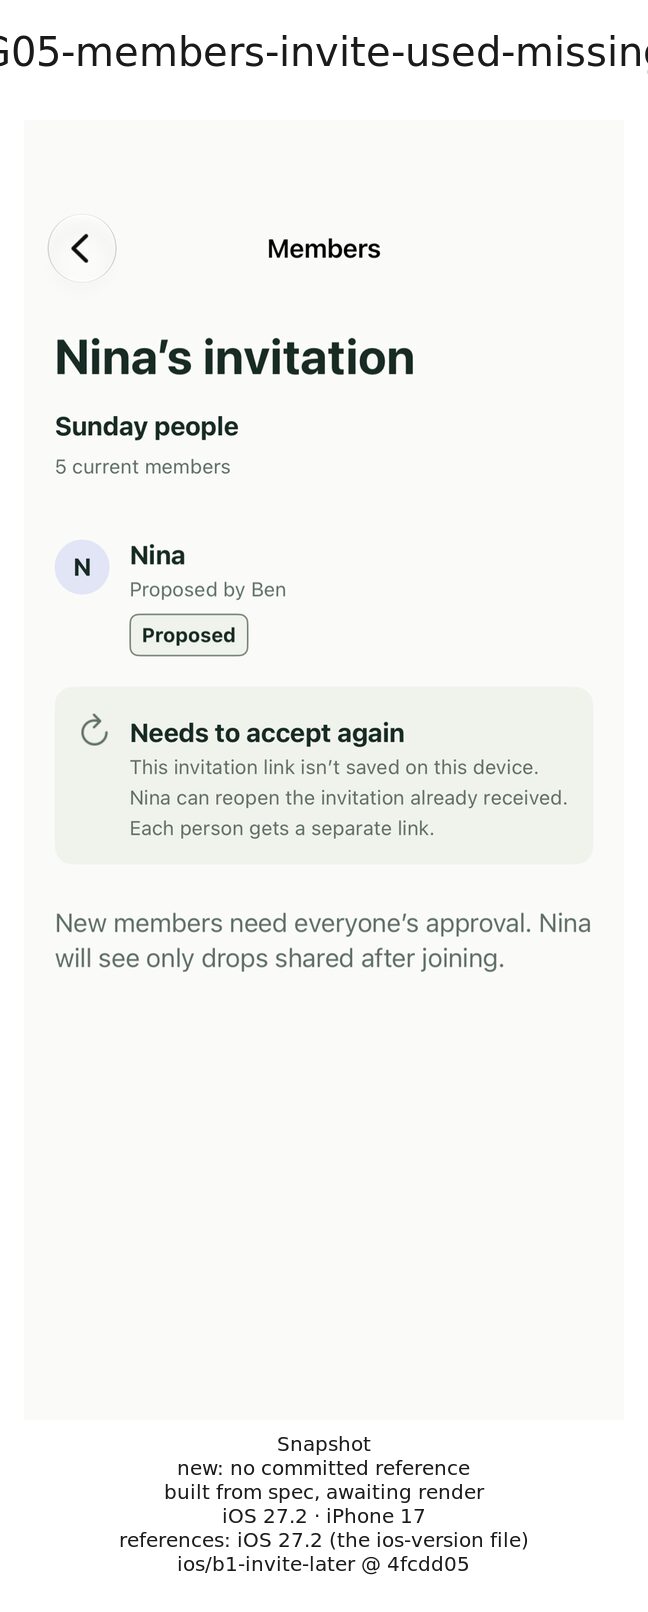 G05-members-invite-used-missing
Members
Nina’s invitation
Sunday people
5 current members
N
Nina
Proposed by Ben
Proposed
Needs to accept again
This invitation link isn’t saved on this device.
Nina can reopen the invitation already received.
Each person gets a separate link.
New members need everyone’s approval. Nina
will see only drops shared after joining.
Snapshot
new: no committed reference
built from spec, awaiting render
iOS 27.2 · iPhone 17
references: iOS 27.2 (the ios-version file)
ios/b1-invite-later @ 4fcdd05